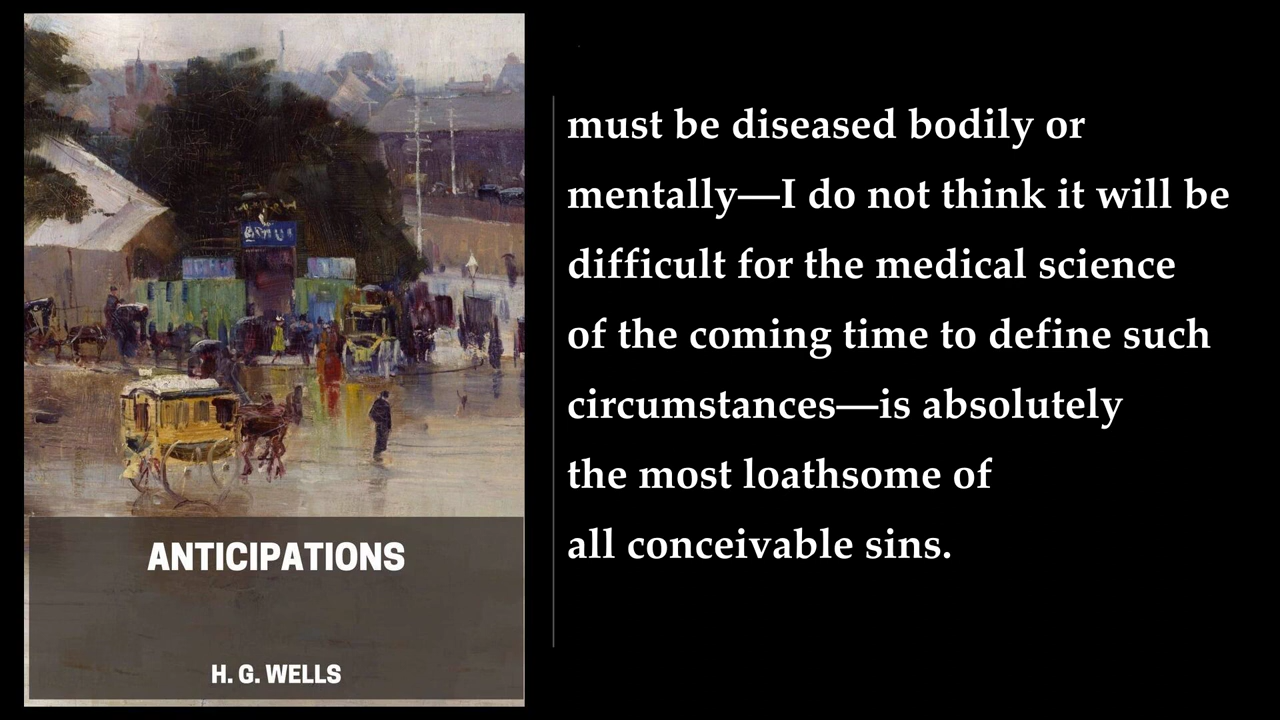 ANTICIPATIONS
H. G. WELLS
must be diseased bodily or
mentally—I do not think it will be
difficult for the medical science
of the coming time to define such
circumstances—is absolutely
the most loathsome of
all conceivable sins.